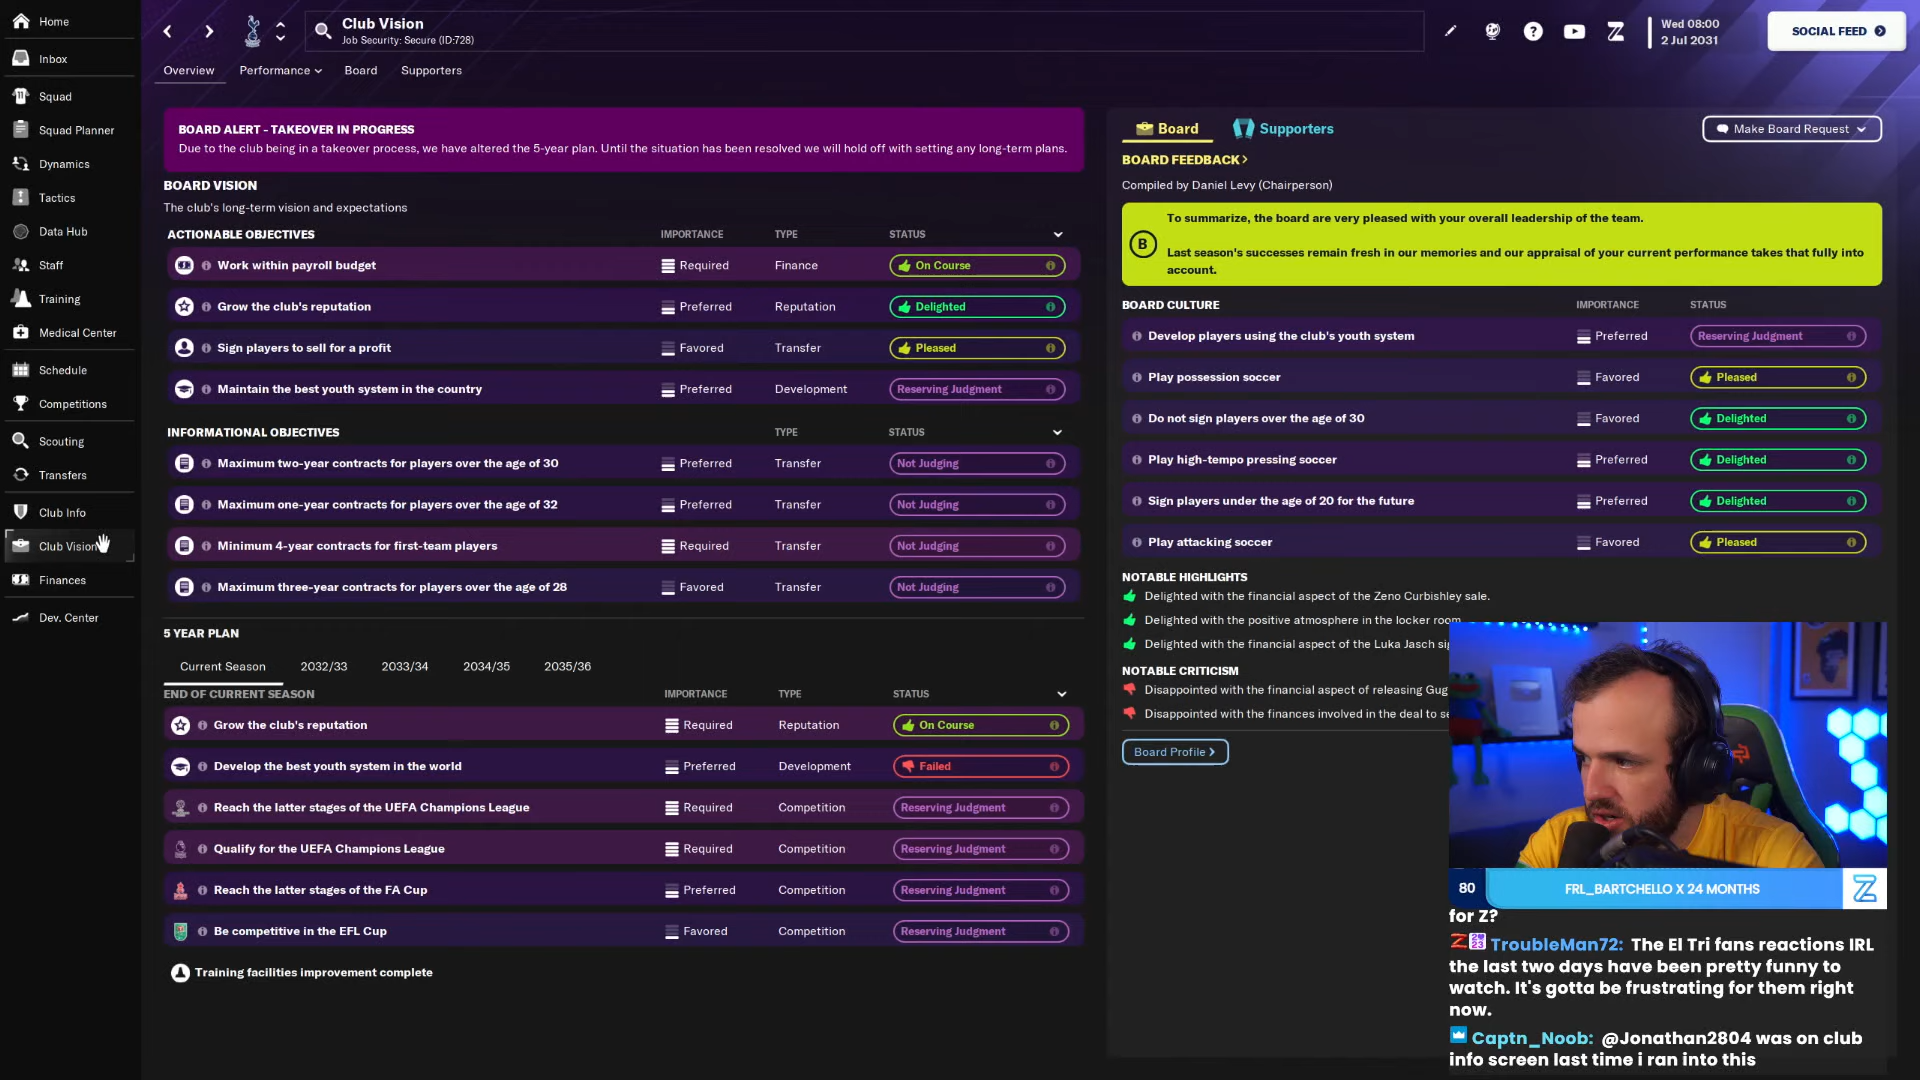 Home
Inbox
Squad
Squad Planner
Dynamics
Tactics
Data Hub
Staff
Training
Medical Center
Schedule
Competitions
Scouting
Transfers
Club Info
Club Vision
Finances
Dev. Center
Club Vision
Job Security: Secure (ID:728)
Wed 08:00
2 Jul 2031
SOCIAL FEED
Overview Performance Board Supporters
BOARD ALERT - TAKEOVER IN PROGRESS
Due to the club being in a takeover process, we have altered the 5-year plan. Until the situation has been resolved we will hold off with setting any long-term plans.
BOARD VISION
The club's long-term vision and expectations
ACTIONABLE OBJECTIVES IMPORTANCE TYPE STATUS
Work within payroll budget Required Finance On Course
Grow the club's reputation Preferred Reputation Delighted
Sign players to sell for a profit Favored Transfer Pleased
Maintain the best youth system in the country Preferred Development Reserving Judgment
INFORMATIONAL OBJECTIVES TYPE STATUS
Maximum two-year contracts for players over the age of 30 Preferred Transfer Not Judging
Maximum one-year contracts for players over the age of 32 Preferred Transfer Not Judging
Minimum 4-year contracts for first-team players Required Transfer Not Judging
Maximum three-year contracts for players over the age of 28 Favored Transfer Not Judging
5 YEAR PLAN
Current Season 2032/33 2033/34 2034/35 2035/36
END OF CURRENT SEASON IMPORTANCE TYPE STATUS
Grow the club's reputation Required Reputation On Course
Develop the best youth system in the world Preferred Development Failed
Reach the latter stages of the UEFA Champions League Required Competition Reserving Judgment
Qualify for the UEFA Champions League Required Competition Reserving Judgment
Reach the latter stages of the FA Cup Preferred Competition Reserving Judgment
Be competitive in the EFL Cup Favored Competition Reserving Judgment
Training facilities improvement complete
Board Supporters
Make Board Request
BOARD FEEDBACK
Compiled by Daniel Levy (Chairperson)
B
To summarize, the board are very pleased with your overall leadership of the team.
Last season's successes remain fresh in our memories and our appraisal of your current performance takes that fully into
account.
BOARD CULTURE IMPORTANCE STATUS
Develop players using the club's youth system Preferred Reserving Judgment
Play possession soccer Favored Pleased
Do not sign players over the age of 30 Favored Delighted
Play high-tempo pressing soccer Preferred Delighted
Sign players under the age of 20 for the future Preferred Delighted
Play attacking soccer Favored Pleased
NOTABLE HIGHLIGHTS
Delighted with the financial aspect of the Zeno Curbishley sale.
Delighted with the positive atmosphere in the locker room
Delighted with the financial aspect of the Luka Jasch
NOTABLE CRITICISM
Disappointed with the financial aspect of releasing
Disappointed with the finances involved in the deal to
Board Profile
80 FRL_BARTCHELLO X 24 MONTHS Z
for Z?
TroubleMan72: The El Tri fans reactions IRL
the last two days have been pretty funny to
watch. It's gotta be frustrating for them right
now.
Captn_Noob: @Jonathan2804 was on club
info screen last time i ran into this